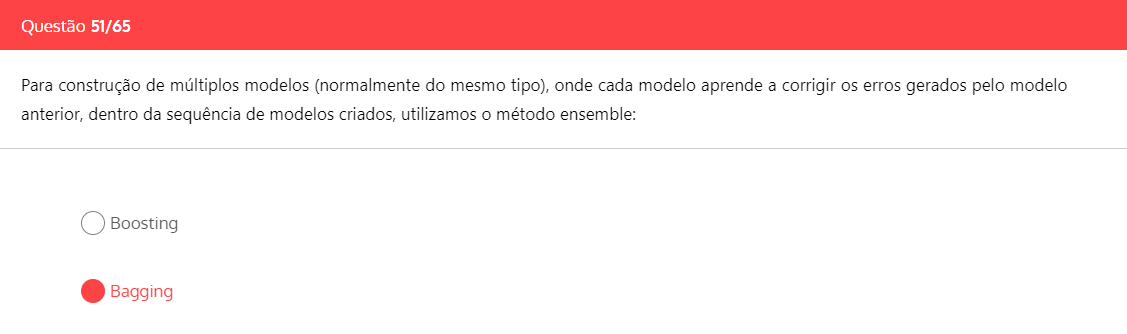 Questão 51/65
Para construção de múltiplos modelos (normalmente do mesmo tipo), onde cada modelo aprende a corrigir os erros gerados pelo modelo
anterior, dentro da sequência de modelos criados, utilizamos o método ensemble:
Boosting
Bagging